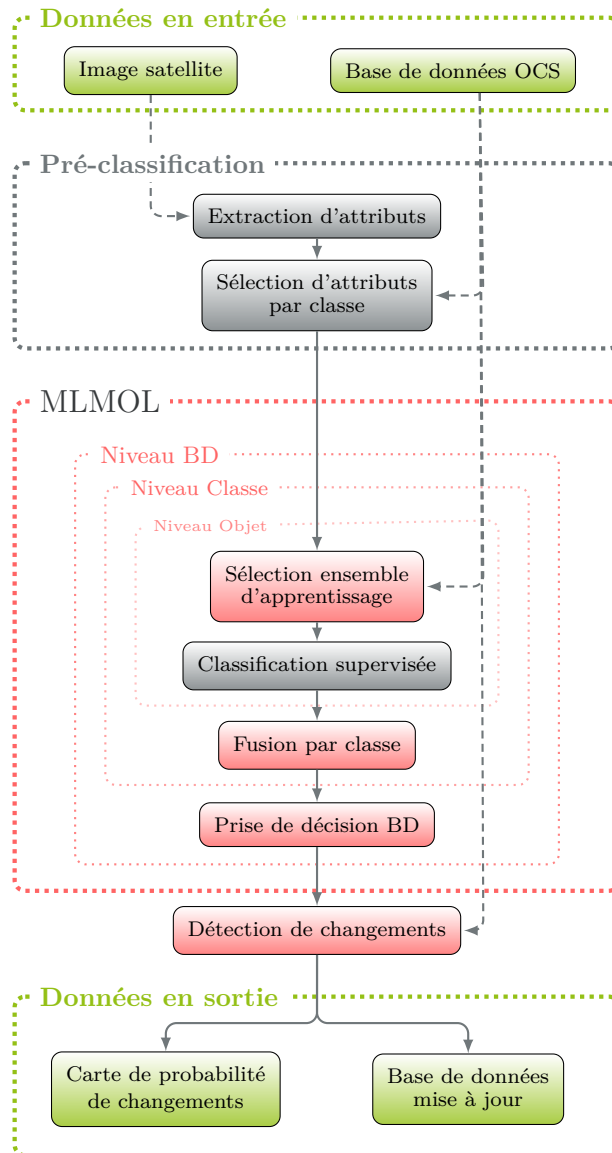 Données en entrée
Image satellite
Base de données OCS
Pré-classification
Extraction d'attributs
Sélection d'attributs
par classe
MLMOL
Niveau BD
Niveau Classe
Niveau Objet
Sélection ensemble
d'apprentissage
Classification supervisée
Fusion par classe
Prise de décision BD
Détection de changements
Données en sortie
Carte de probabilité
de changements
Base de données
mise à jour